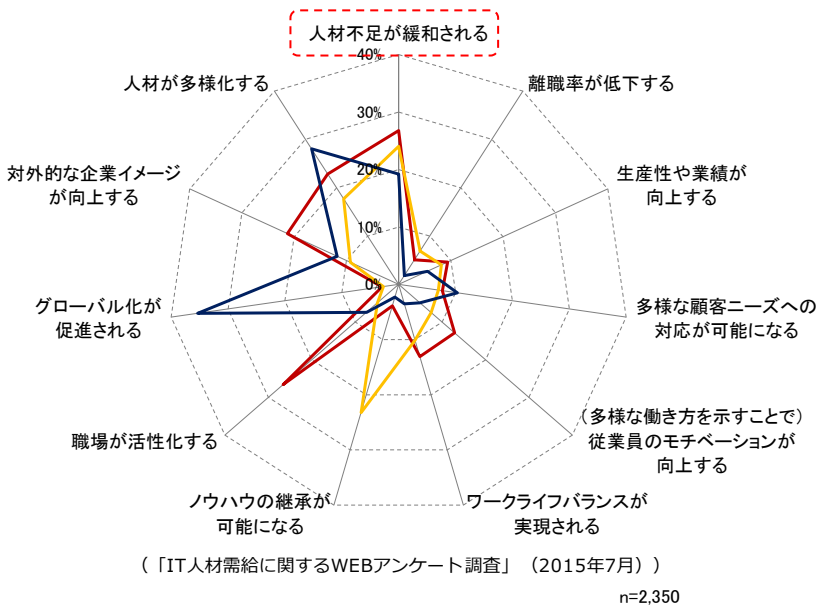 人材不足が緩和される
40%
人材が多様化する
離職率が低下する
30%
対外的な企業イメージ
が向上する
生産性や業績が
向上する
20%
10%
0%
グローバル化が
促進される
多様な顧客ニーズへの
対応が可能になる
(多様な働き方を示すことで)
従業員のモチベーションが
向上する
職場が活性化する
ノウハウの継承が
可能になる
ワークライフバランスが
実現される
(「IT人材需給に関するWEBアンケート調査」(2015年7月))
n=2,350